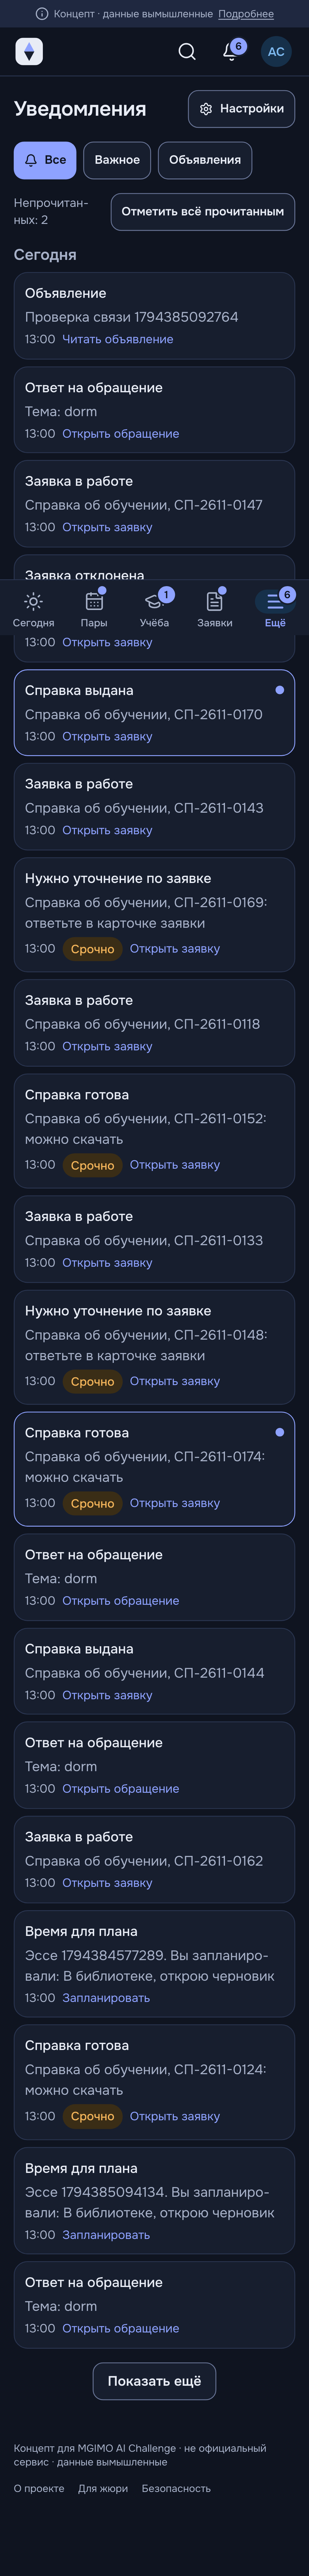 Концепт · данные вымышленные Подробнее
6
АС
Уведомления
Настройки
Все Важное Объявления
Непрочитан-
ных: 2
Отметить всё прочитанным
Сегодня
Объявление
Проверка связи 1794385092764
13:00 Читать объявление
Ответ на обращение
Тема: dorm
13:00 Открыть обращение
Заявка в работе
Справка об обучении, СП-2611-0147
13:00 Открыть заявку
Заявка отклонена
1 6
Сегодня Пары Учёба Заявки Ещё
13:00 Открыть заявку
Справка выдана
Справка об обучении, СП-2611-0170
13:00 Открыть заявку
Заявка в работе
Справка об обучении, СП-2611-0143
13:00 Открыть заявку
Нужно уточнение по заявке
Справка об обучении, СП-2611-0169:
ответьте в карточке заявки
13:00 Срочно Открыть заявку
Заявка в работе
Справка об обучении, СП-2611-0118
13:00 Открыть заявку
Справка готова
Справка об обучении, СП-2611-0152:
можно скачать
13:00 Срочно Открыть заявку
Заявка в работе
Справка об обучении, СП-2611-0133
13:00 Открыть заявку
Нужно уточнение по заявке
Справка об обучении, СП-2611-0148:
ответьте в карточке заявки
13:00 Срочно Открыть заявку
Справка готова
Справка об обучении, СП-2611-0174:
можно скачать
13:00 Срочно Открыть заявку
Ответ на обращение
Тема: dorm
13:00 Открыть обращение
Справка выдана
Справка об обучении, СП-2611-0144
13:00 Открыть заявку
Ответ на обращение
Тема: dorm
13:00 Открыть обращение
Заявка в работе
Справка об обучении, СП-2611-0162
13:00 Открыть заявку
Время для плана
Эссе 1794384577289. Вы запланиро-
вали: В библиотеке, открою черновик
13:00 Запланировать
Справка готова
Справка об обучении, СП-2611-0124:
можно скачать
13:00 Срочно Открыть заявку
Время для плана
Эссе 1794385094134. Вы запланиро-
вали: В библиотеке, открою черновик
13:00 Запланировать
Ответ на обращение
Тема: dorm
13:00 Открыть обращение
Показать ещё
Концепт для MGIMO AI Challenge · не официальный
сервис · данные вымышленные
О проекте Для жюри Безопасность